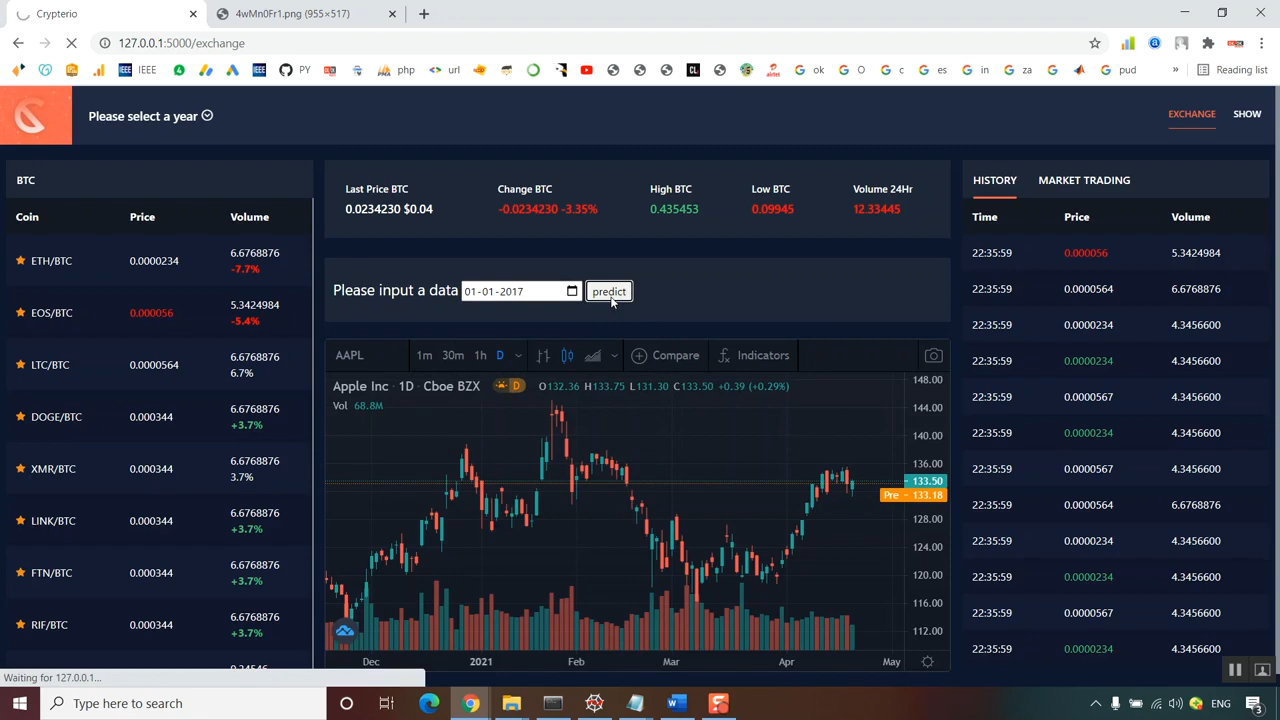 Crypterio
4wMn0Fr1.png (955×517)
127.0.0.1:5000/exchange
IEEE
IEEE
PY
php
url
ok
O
c
es
in
za
pud
»
Reading list
Please select a year
EXCHANGE
SHOW
BTC
Coin Price Volume
ETH/BTC 0.0000234 6.6768876
-7.7%
EOS/BTC 0.000056 5.3424984
-5.4%
LTC/BTC 0.0000564 6.6768876
6.7%
DOGE/BTC 0.000344 6.6768876
+3.7%
XMR/BTC 0.000344 6.6768876
3.7%
LINK/BTC 0.000344 6.6768876
+3.7%
FTN/BTC 0.000344 6.6768876
+3.7%
RIF/BTC 0.000344 6.6768876
+3.7%
Last Price BTC Change BTC High BTC Low BTC Volume 24Hr
0.0234230 $0.04 -0.0234230 -3.35% 0.435453 0.09945 12.33445
Please input a data 01-01-2017 predict
AAPL 1m 30m 1h D Compare Indicators
Apple Inc · 1D · Cboe BZX D O132.36 H133.75 L131.30 C133.50 +0.39 (+0.29%)
Vol 68.8M
148.00
144.00
140.00
136.00
133.50
Pre 133.18
128.00
124.00
120.00
116.00
112.00
Dec 2021 Feb Mar Apr May
HISTORY MARKET TRADING
Time Price Volume
22:35:59 0.000056 5.3424984
22:35:59 0.0000564 6.6768876
22:35:59 0.0000234 4.3456600
22:35:59 0.0000234 4.3456600
22:35:59 0.0000567 4.3456600
22:35:59 0.0000234 4.3456600
22:35:59 0.0000567 4.3456600
22:35:59 0.0000564 6.6768876
22:35:59 0.0000234 4.3456600
22:35:59 0.0000234 4.3456600
22:35:59 0.0000567 4.3456600
22:35:59 0.0000234 4.3456600
Waiting for 127.0.0.1...
Type here to search
ENG
3